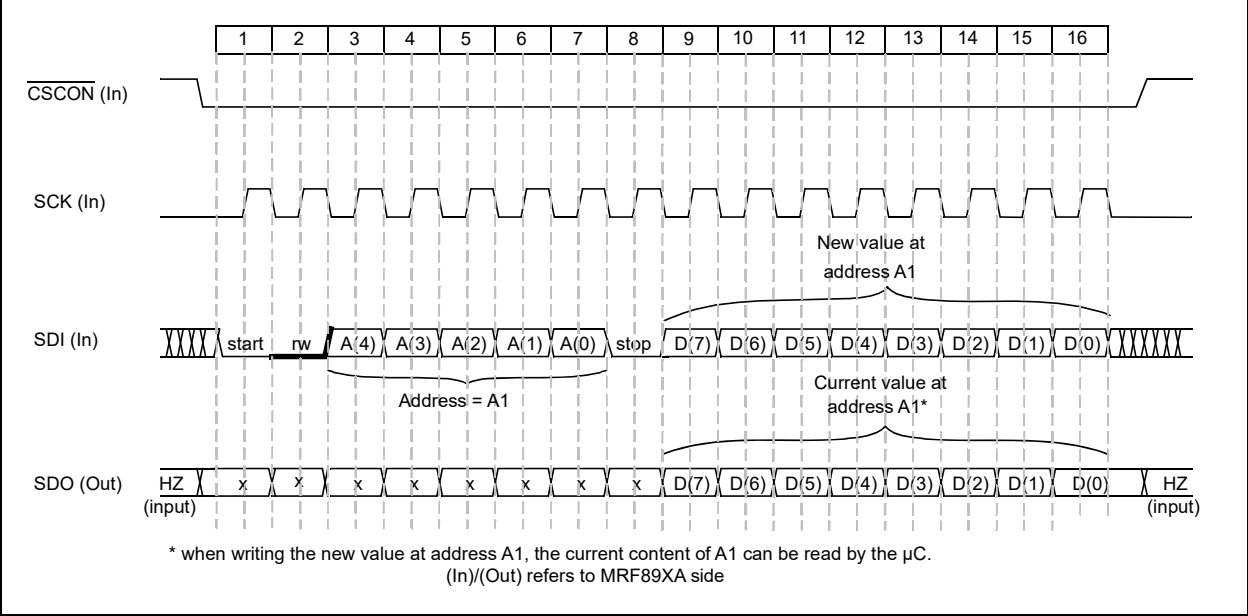 1 2 3 4 5 6 7 8 9 10 11 12 13 14 15 16
CSCON (In)
SCK (In)
New value at
address A1
SDI (In) start rw A(4) A(3) A(2) A(1) A(0) stop D(7) D(6) D(5) D(4) D(3) D(2) D(1) D(0)
Address = A1
Current value at
address A1*
SDO (Out) HZ x x x x x x x x D(7) D(6) D(5) D(4) D(3) D(2) D(1) D(0) HZ
(input) (input)
* when writing the new value at address A1, the current content of A1 can be read by the µC.
(In)/(Out) refers to MRF89XA side